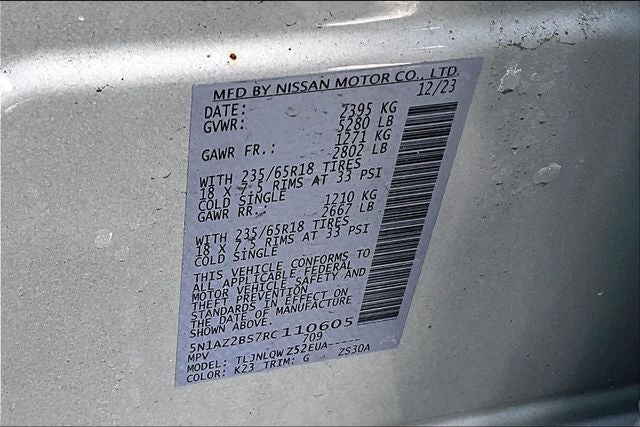 MFD BY NISSAN MOTOR CO., LTD.
DATE: 12/23
GVWR: 2395 KG
5280 LB
GAWR FR.: 1271 KG
2802 LB
WITH 235/65R18 TIRES
18 X 7.5 RIMS AT 33 PSI
COLD SINGLE
GAWR RR.: 1210 KG
2667 LB
WITH 235/65R18 TIRES
18 X 7.5 RIMS AT 33 PSI
COLD SINGLE
THIS VEHICLE CONFORMS TO
ALL APPLICABLE FEDERAL
MOTOR VEHICLE SAFETY AND
THEFT PREVENTION
STANDARDS IN EFFECT ON
THE DATE OF MANUFACTURE
SHOWN ABOVE.
5N1AZ2BS7RC110605
MPV 709
MODEL: TLJNLQWZ52EUA-----
COLOR: K23 TRIM: G ZS30A